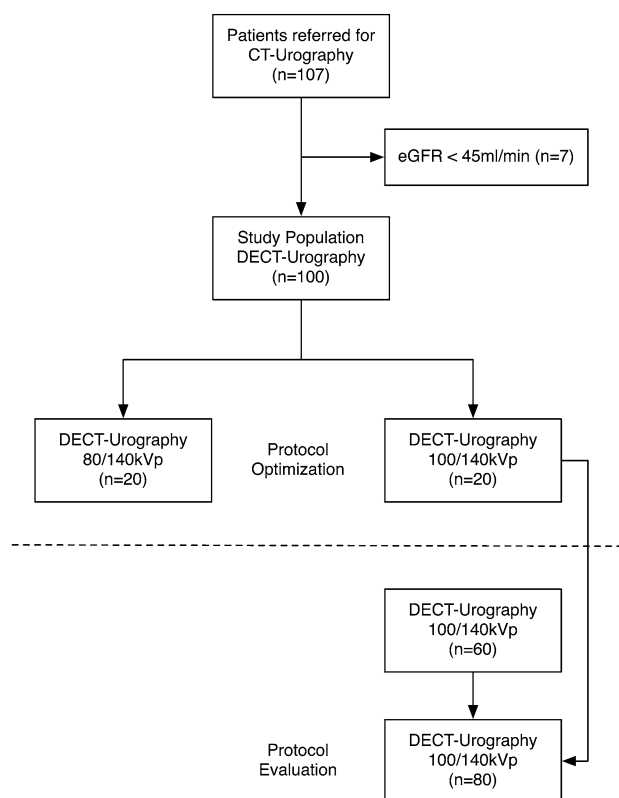 Patients referred for
CT-Urography
(n=107)
eGFR < 45ml/min (n=7)
Study Population
DECT-Urography
(n=100)
DECT-Urography
80/140kVp
(n=20)
Protocol
Optimization
DECT-Urography
100/140kVp
(n=20)
DECT-Urography
100/140kVp
(n=60)
Protocol
Evaluation
DECT-Urography
100/140kVp
(n=80)